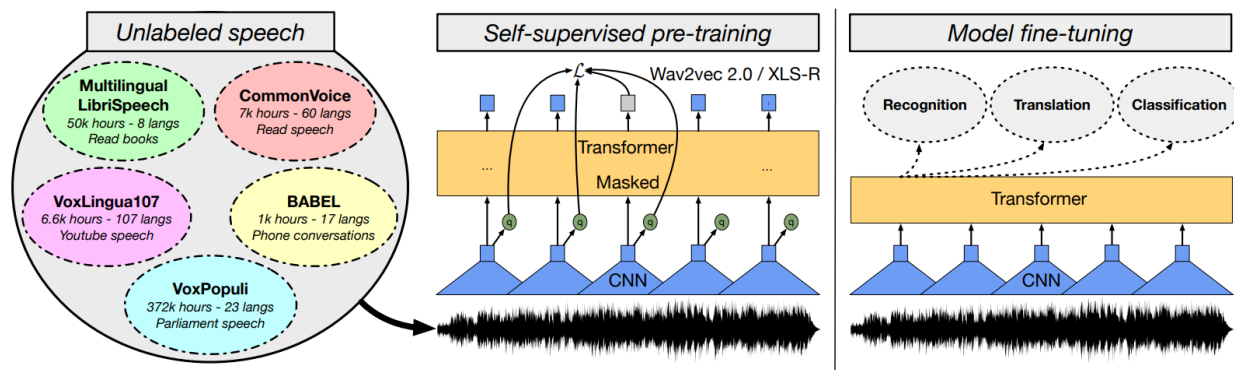 Unlabeled speech
Multilingual
LibriSpeech
50k hours - 8 langs
Read books
CommonVoice
7k hours - 60 langs
Read speech
VoxLingua107
6.6k hours - 107 langs
Youtube speech
BABEL
1k hours - 17 langs
Phone conversations
VoxPopuli
372k hours - 23 langs
Parliament speech
Self-supervised pre-training
ℒ
Wav2vec 2.0 / XLS-R
Transformer
... ...
Masked
q q q q
CNN
Model fine-tuning
Recognition Translation Classification
Transformer
CNN